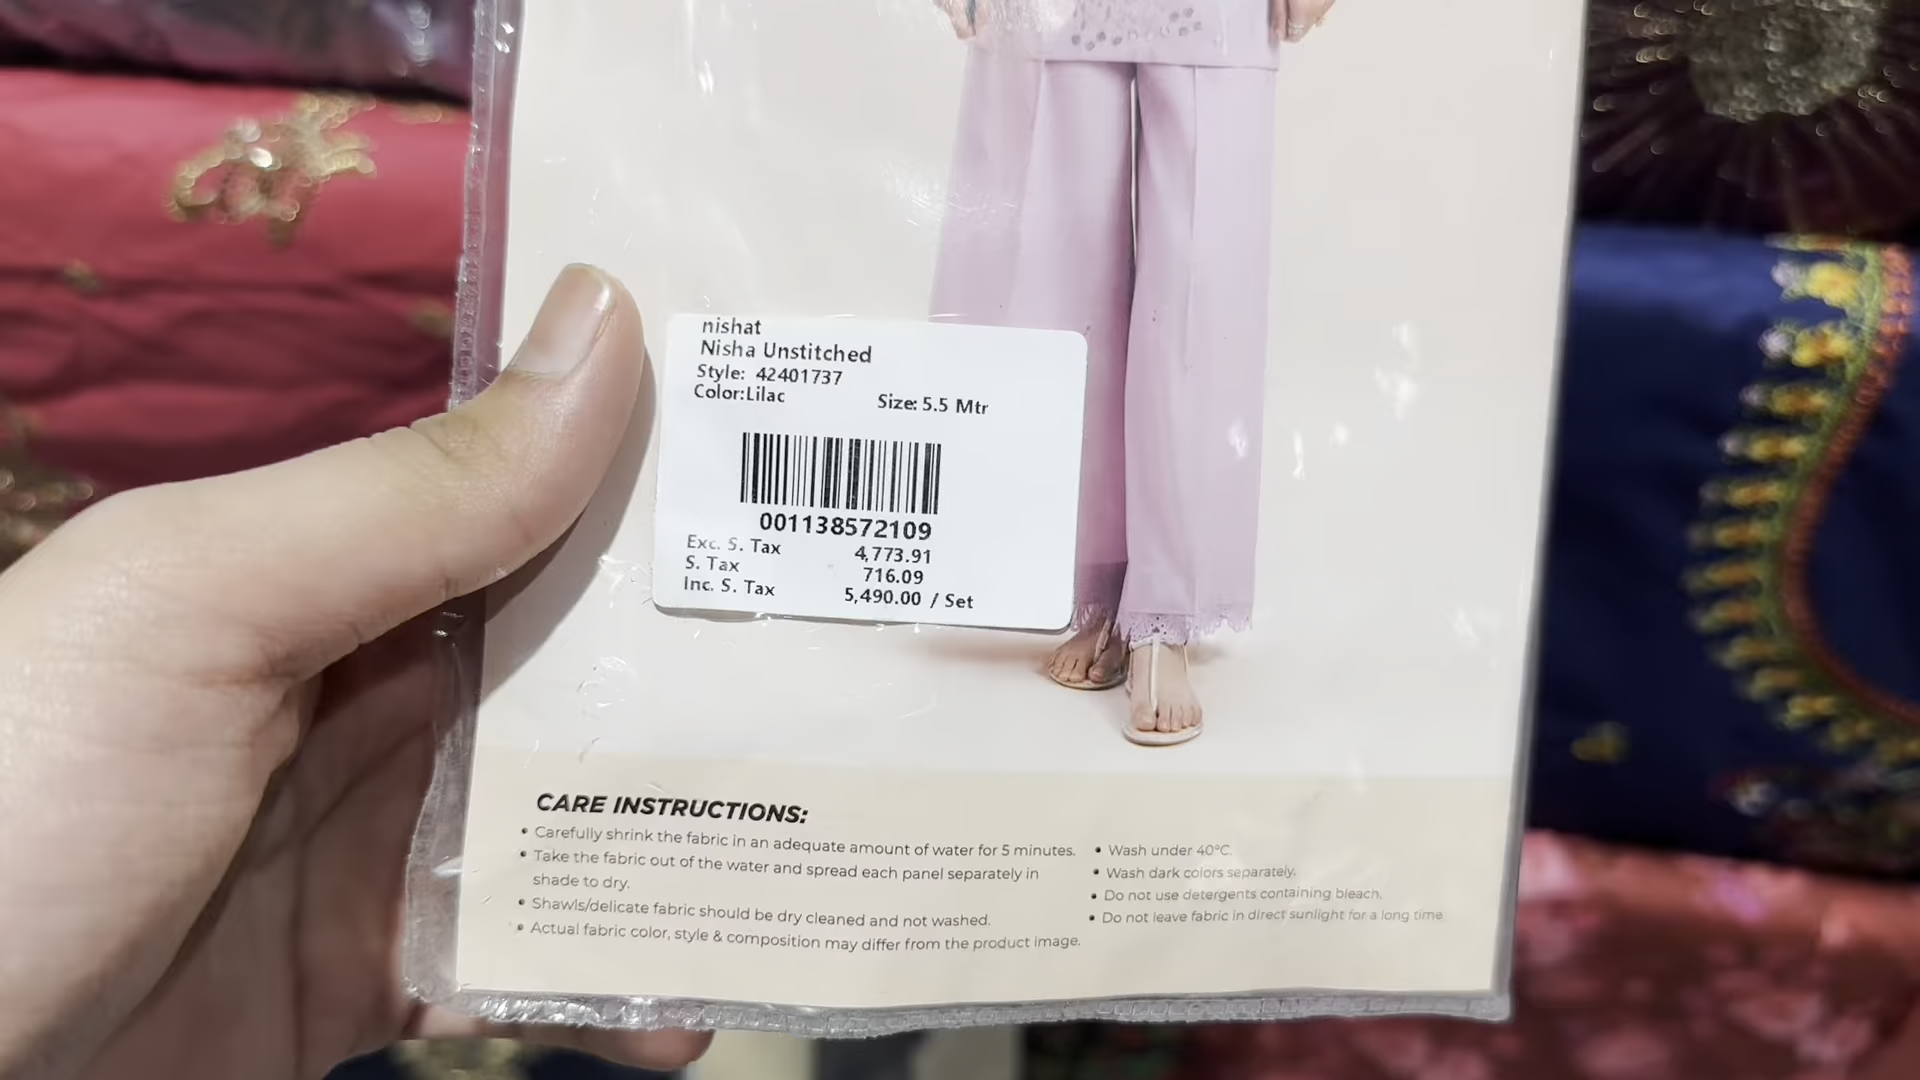 nishat
Nisha Unstitched
Style: 42401737
Color:Lilac Size: 5.5 Mtr
001138572109
Exc. S. Tax 4,773.91
S. Tax 716.09
Inc. S. Tax 5,490.00 / Set
CARE INSTRUCTIONS:
• Carefully shrink the fabric in an adequate amount of water for 5 minutes.
• Take the fabric out of the water and spread each panel separately in
shade to dry.
• Shawls/delicate fabric should be dry cleaned and not washed.
• Actual fabric color, style & composition may differ from the product image.
• Wash under 40°C.
• Wash dark colors separately.
• Do not use detergents containing bleach.
• Do not leave fabric in direct sunlight for a long time